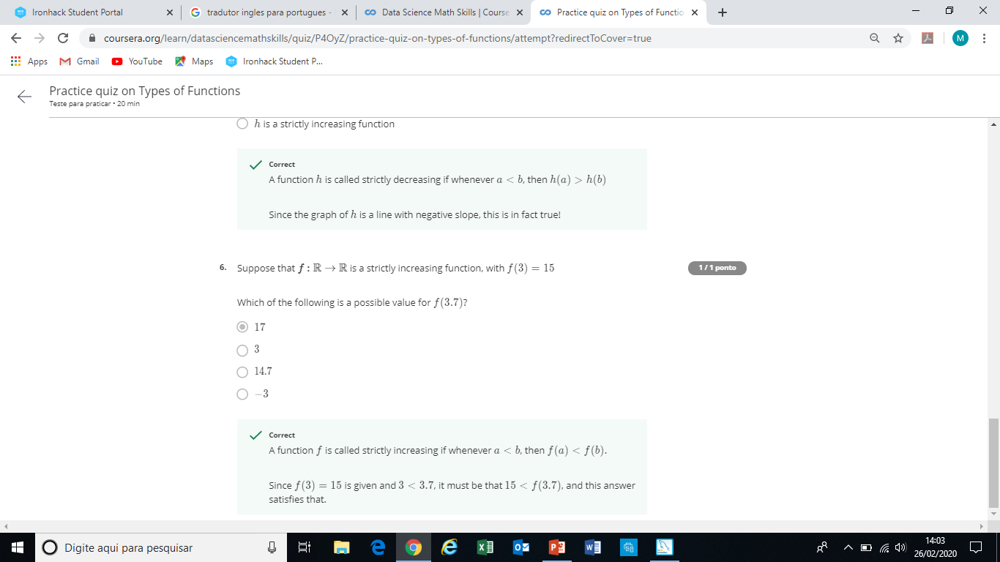 Ironhack Student Portal
tradutor ingles para portugues -
Data Science Math Skills | Course
Practice quiz on Types of Functio
coursera.org/learn/datasciencemathskills/quiz/P4OyZ/practice-quiz-on-types-of-functions/attempt?redirectToCover=true
M
Apps
Gmail
YouTube
Maps
Ironhack Student P...
Practice quiz on Types of Functions
Teste para praticar • 20 min
h is a strictly increasing function
Correct
A function h is called strictly decreasing if whenever a < b, then h(a) > h(b)
Since the graph of h is a line with negative slope, this is in fact true!
6. Suppose that f : ℝ → ℝ is a strictly increasing function, with f(3) = 15
1 / 1 ponto
Which of the following is a possible value for f(3.7)?
17
3
14.7
−3
Correct
A function f is called strictly increasing if whenever a < b, then f(a) < f(b).
Since f(3) = 15 is given and 3 < 3.7, it must be that 15 < f(3.7), and this answer
satisfies that.
Digite aqui para pesquisar
14:03
26/02/2020